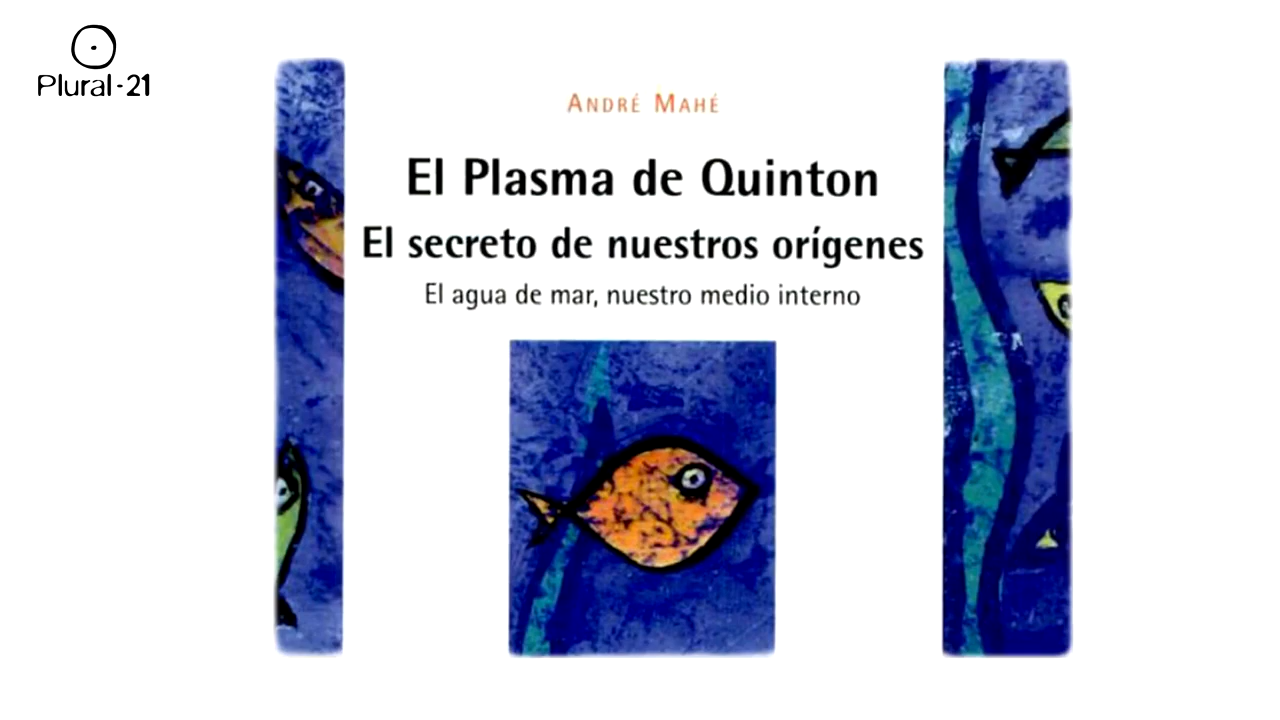 Plural-21
ANDRÉ MAHÉ
El Plasma de Quinton
El secreto de nuestros orígenes
El agua de mar, nuestro medio interno